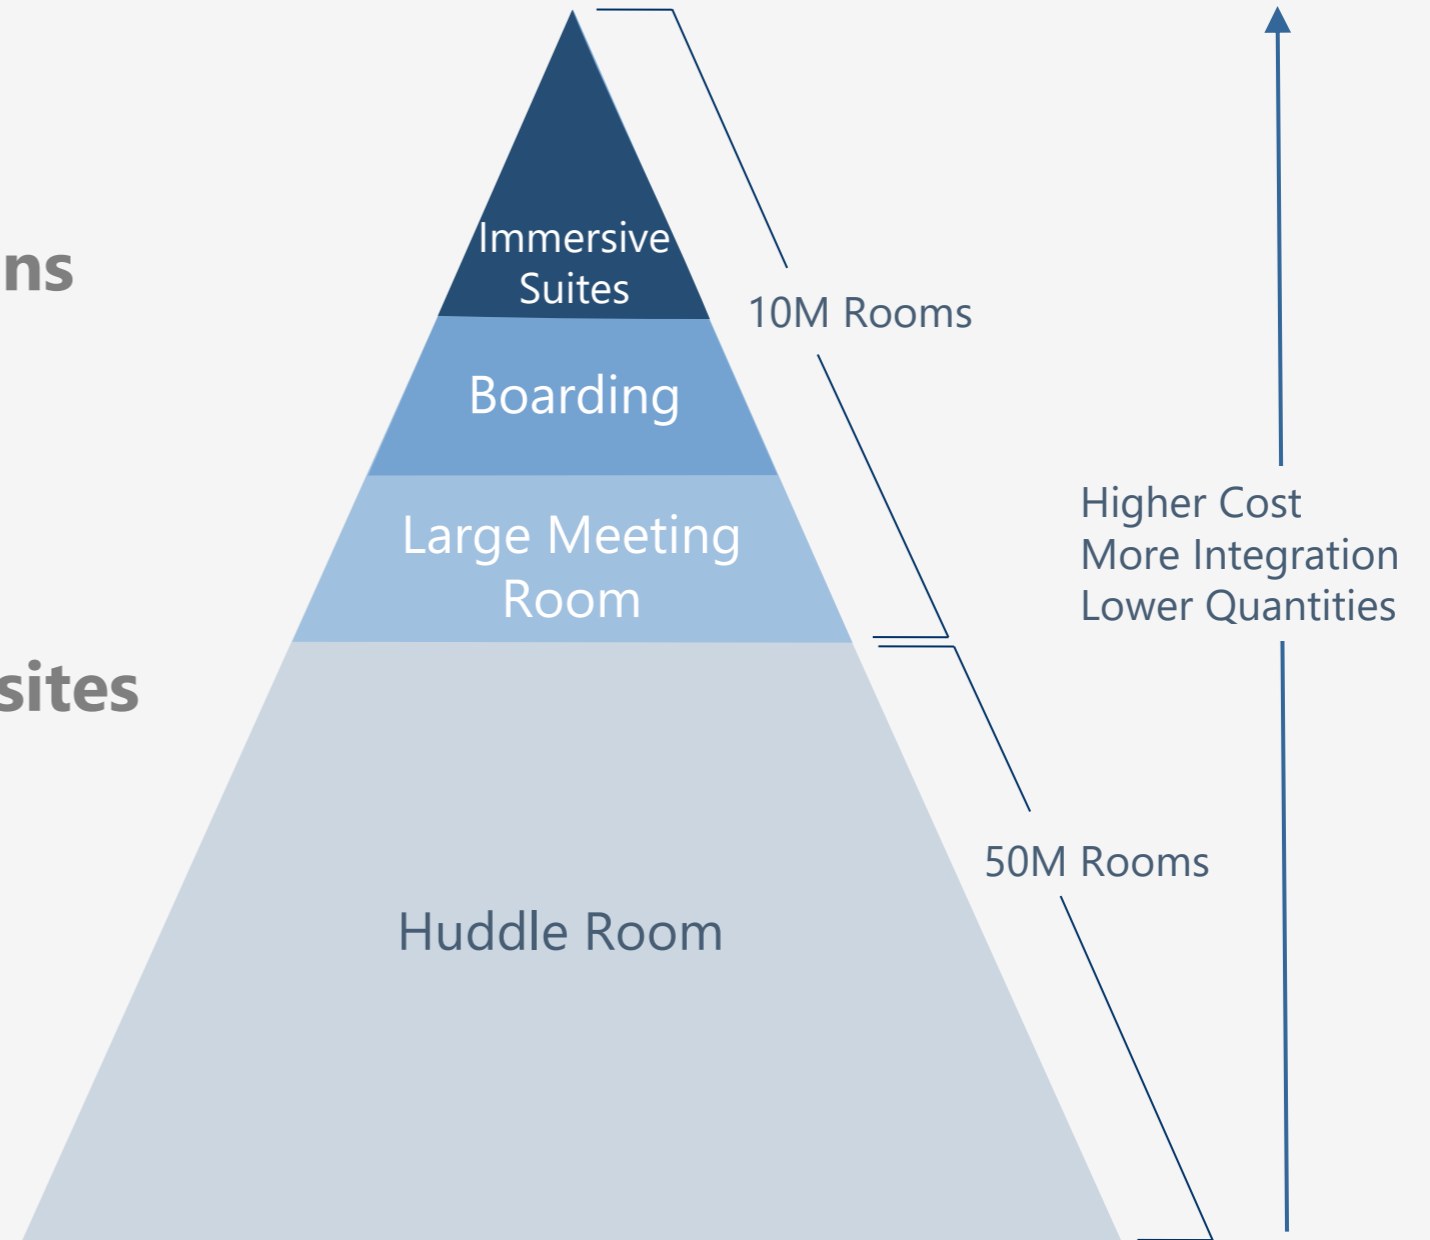 Immersive
Suites
ns
10M Rooms
Boarding
Higher Cost
More Integration
Lower Quantities
Large Meeting
Room
sites
50M Rooms
Huddle Room